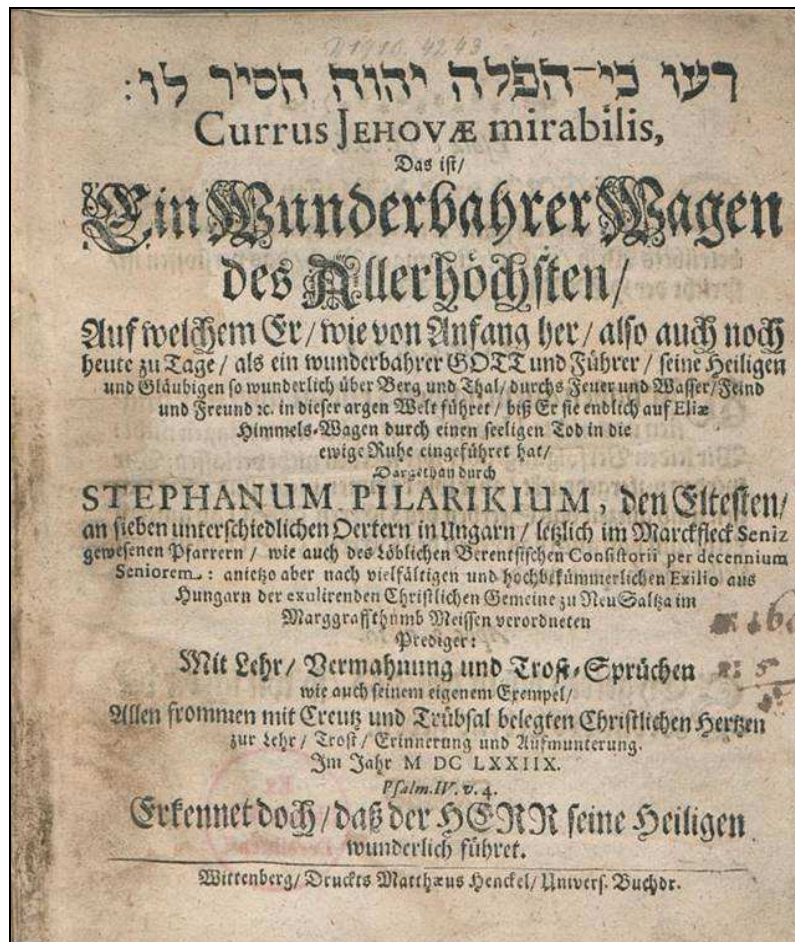 דעו כי־הפלה יהוה חסיד לו׃
Currus JEHOVÆ mirabilis,
Das ist/
Ein Wunderbahrer Wagen
des Allerhöchsten/
Auf welchem Er/ wie von Anfang her/ also auch noch
heute zu Tage/ als ein wunderbahrer GOTT und Führer/ seine Heiligen
und Gläubigen so wunderlich über Berg und Thal/ durchs Feuer und Wasser/ Feind
und Freund ꝛc. in dieser argen Welt führet/ biß Er sie endlich auf Eliæ
Himmels-Wagen durch einen seeligen Tod in die
ewige Ruhe eingeführet hat/
Dargethan durch
STEPHANUM PILARIKIUM, den Eltesten/
an sieben unterschiedlichen Oertern in Ungarn/ letzlich im Marckfleck Seniz
gewesenen Pfarrern/ wie auch des Löblichen Berentsischen Consistorii per decennium
Seniorem: anietzo aber nach vielfältigen und hochbekümmerlichen Exilio aus
Hungarn der exulirenden Christlichen Gemeine zu Neu Saltza im
Marggraffthumb Meissen verordneten
Prediger:
Mit Lehr/ Vermahnung und Trost-Sprüchen
wie auch seinem eigenem Exempel/
Allen frommen mit Creutz und Trübsal belegten Christlichen Hertzen
zur Lehr/ Trost/ Erinnerung und Aufmunterung.
Im Jahr M DC LXXIIX.
Psalm. IV. v. 4.
Erkennet doch/ daß der HERR seine Heiligen
wunderlich führet.
Wittenberg/ Druckts Matthæus Henckel/ Univers. Buchdr.